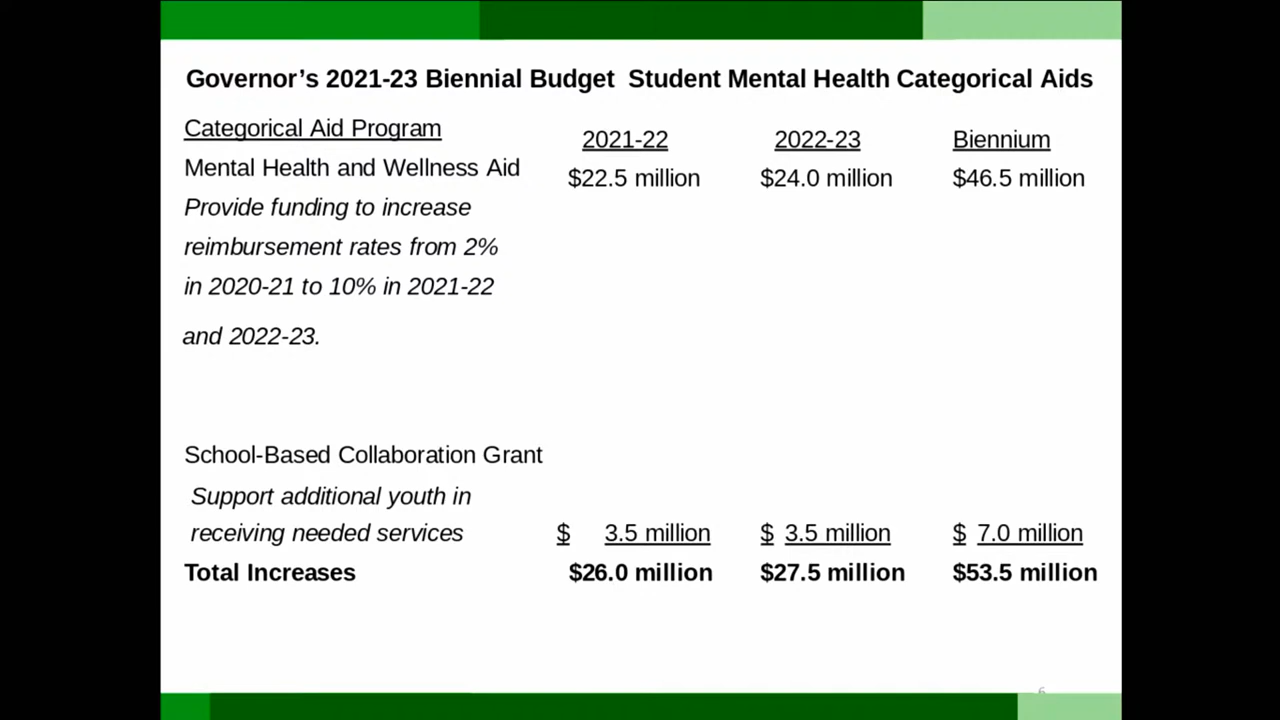 Governor’s 2021-23 Biennial Budget  Student Mental Health Categorical Aids
Categorical Aid Program 2021-22 2022-23 Biennium
Mental Health and Wellness Aid $22.5 million $24.0 million $46.5 million
Provide funding to increase
reimbursement rates from 2%
in 2020-21 to 10% in 2021-22
and 2022-23.
School-Based Collaboration Grant
Support additional youth in
receiving needed services $ 3.5 million $ 3.5 million $ 7.0 million
Total Increases $26.0 million $27.5 million $53.5 million
6